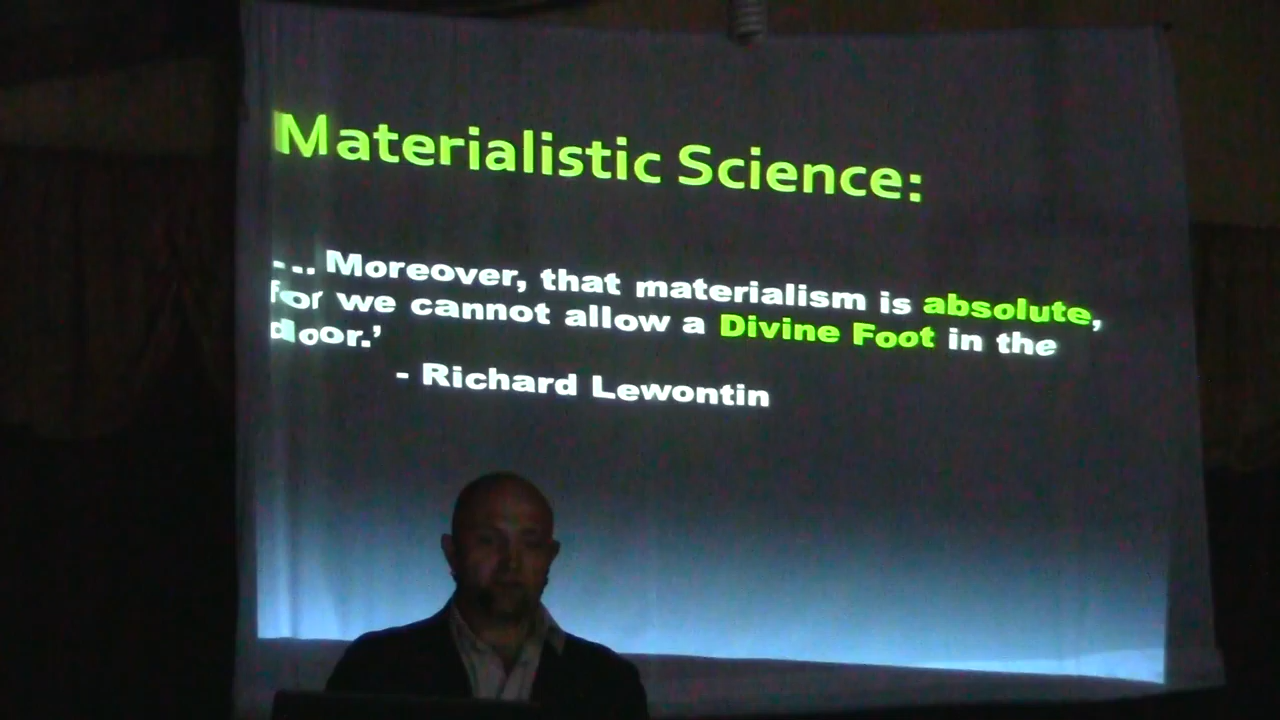 Materialistic Science:
- .. Moreover, that materialism is absolute,
for we cannot allow a Divine Foot in the
door.’
- Richard Lewontin